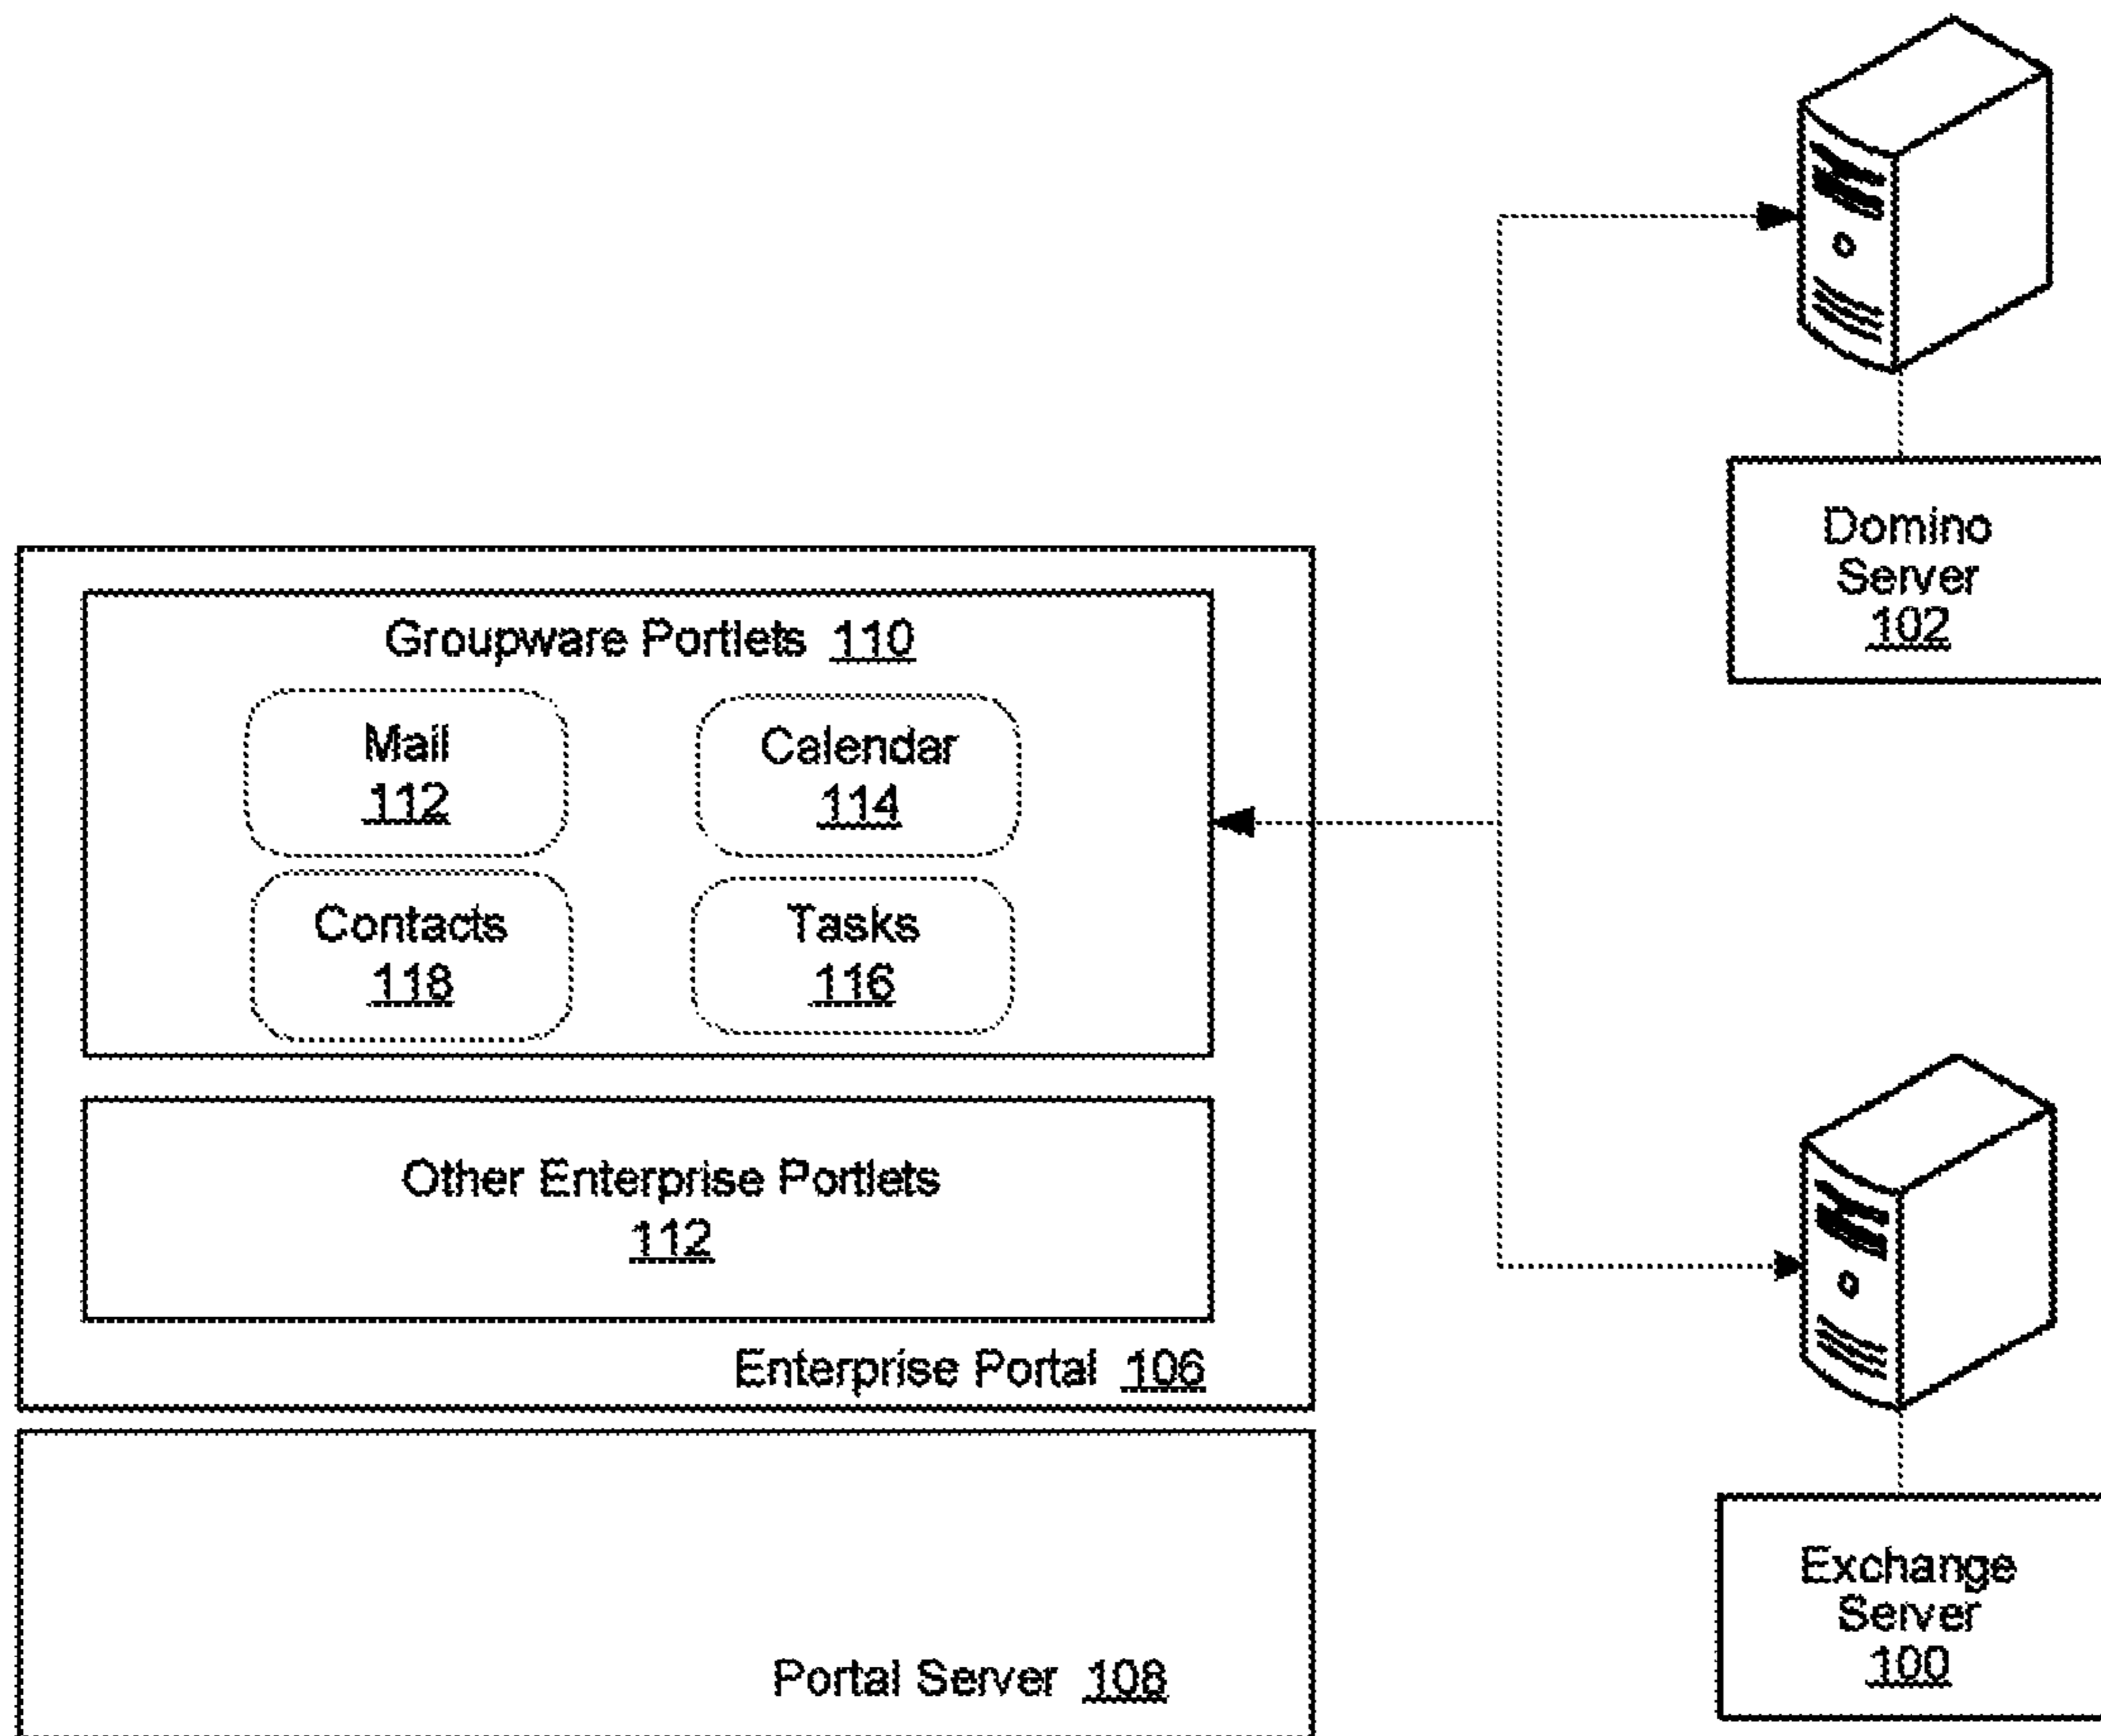 Domino
Server
102
Groupware Portlets 110
Mail
112
Calendar
114
Contacts
118
Tasks
116
Other Enterprise Portlets
112
Enterprise Portal 106
Exchange
Server
100
Portal Server 108